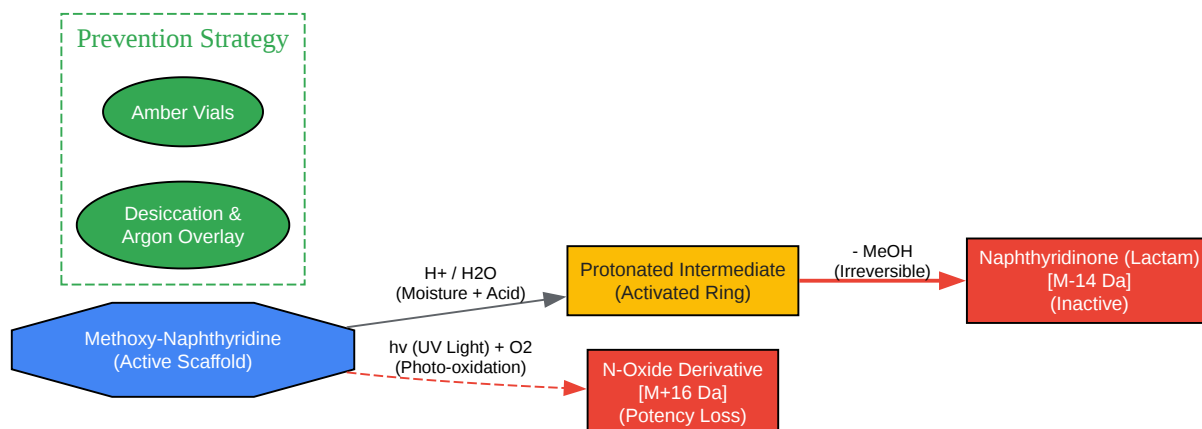 Prevention Strategy
Amber Vials
Desiccation &
Argon Overlay
Methoxy-Naphthyridine
(Active Scaffold)
H+ / H2O
(Moisture + Acid)
Protonated Intermediate
(Activated Ring)
- MeOH
(Irreversible)
Naphthyridinone (Lactam)
[M-14 Da]
(Inactive)
hv (UV Light) + O2
(Photo-oxidation)
N-Oxide Derivative
[M+16 Da]
(Potency Loss)